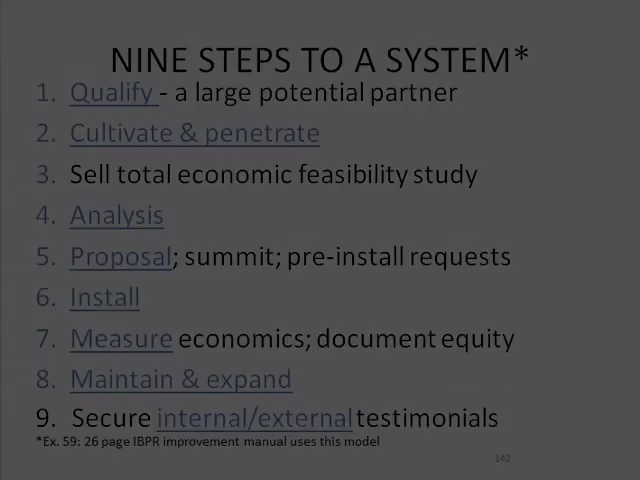 NINE STEPS TO A SYSTEM*
1. Qualify - a large potential partner
2. Cultivate & penetrate
3. Sell total economic feasibility study
4. Analysis
5. Proposal; summit; pre-install requests
6. Install
7. Measure economics; document equity
8. Maintain & expand
9. Secure internal/external testimonials
*Ex. 59: 26 page IBPR improvement manual uses this model
142